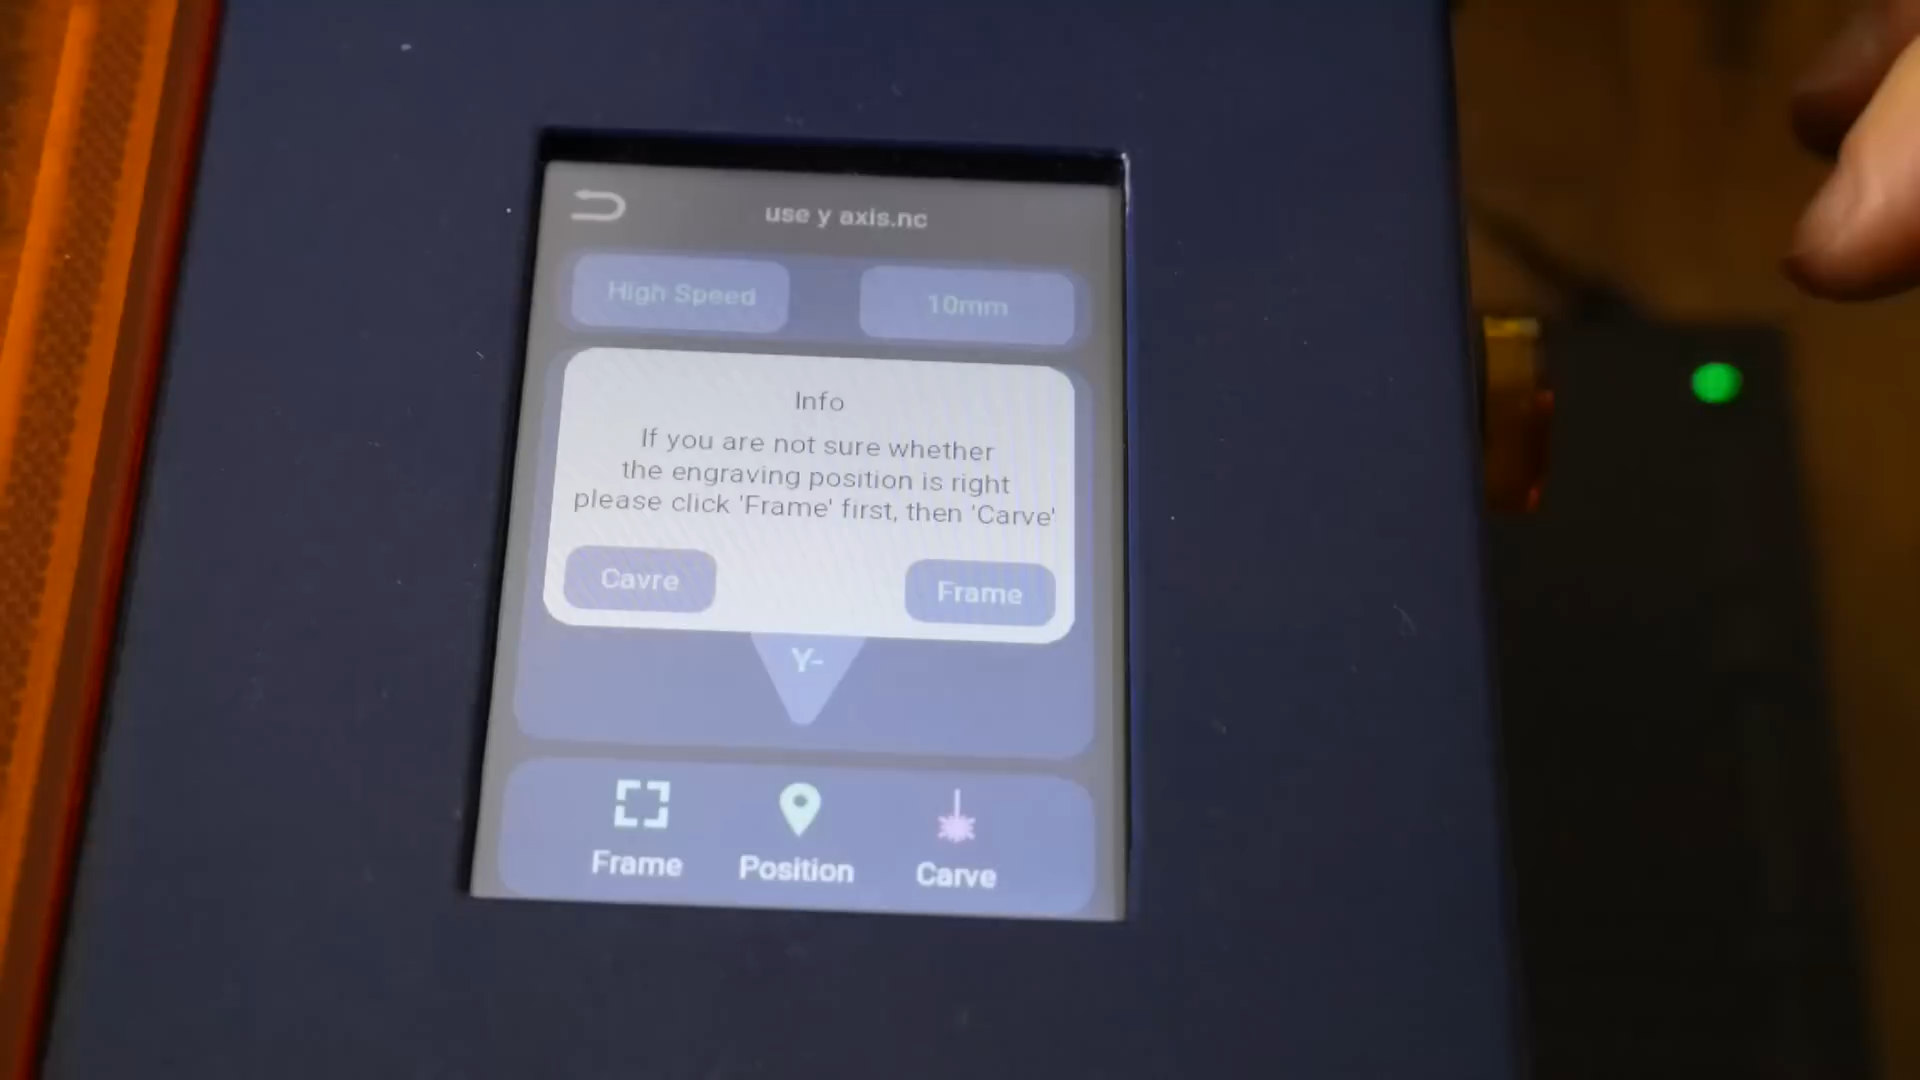 use y axis.nc
High Speed
10mm
Info
If you are not sure whether
the engraving position is right
please click 'Frame' first, then 'Carve'
Cavre
Frame
Y-
Frame
Position
Carve